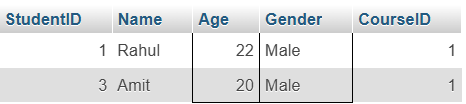 StudentID Name Age Gender CourseID
1 Rahul 22 Male 1
3 Amit 20 Male 1